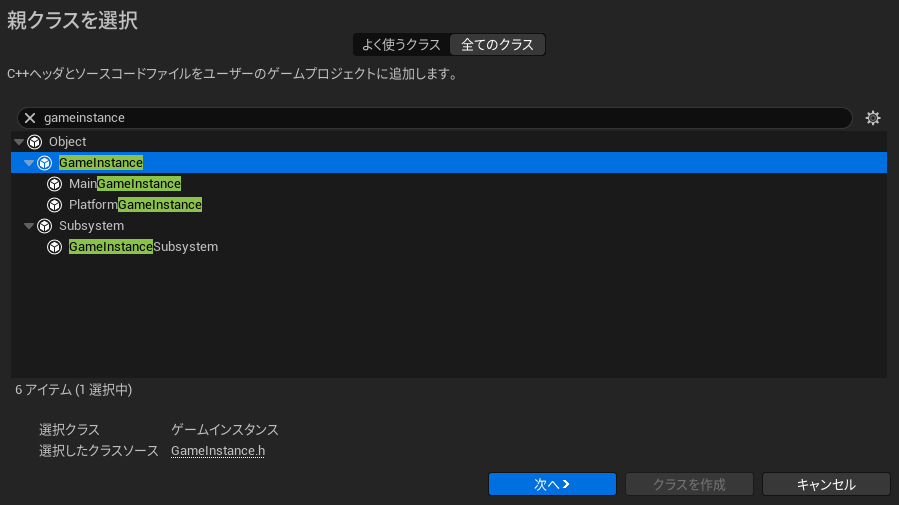 親クラスを選択
よく使うクラス 全てのクラス
C++ヘッダとソースコードファイルをユーザーのゲームプロジェクトに追加します。
gameinstance
Object
GameInstance
MainGameInstance
PlatformGameInstance
Subsystem
GameInstanceSubsystem
6 アイテム (1 選択中)
選択クラス ゲームインスタンス
選択したクラスソース GameInstance.h
次へ クラスを作成 キャンセル